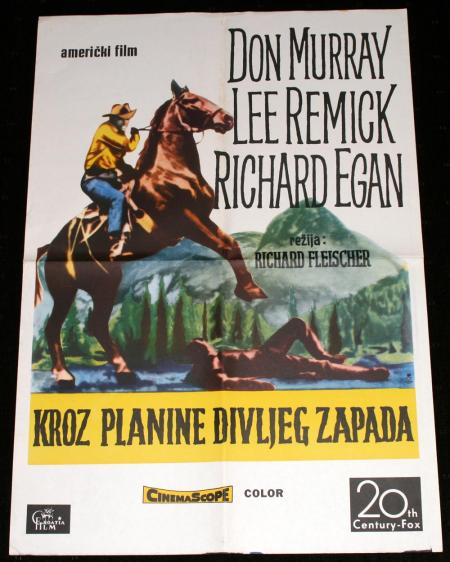 američki film
DON MURRAY
LEE REMICK
RICHARD EGAN
režija:
RICHARD FLEISCHER
KROZ PLANINE DIVLJEG ZAPADA
CROATIA
FILM
CINEMASCOPE COLOR
20th
Century-Fox